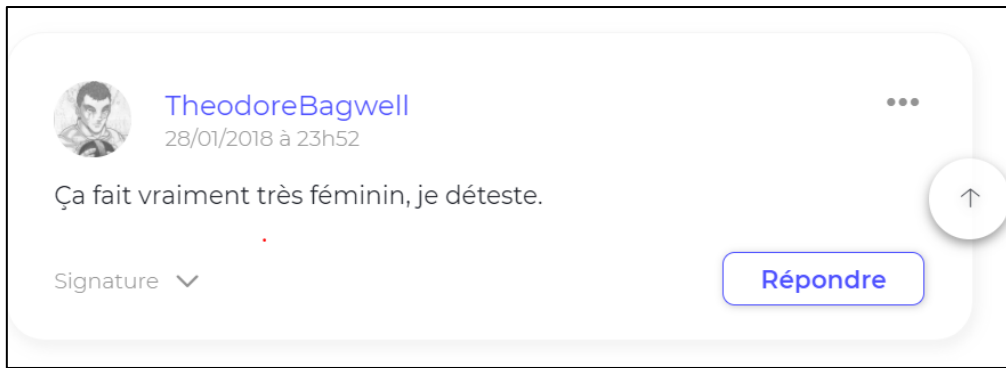 TheodoreBagwell
28/01/2018 à 23h52
Ça fait vraiment très féminin, je déteste.
Signature
Répondre